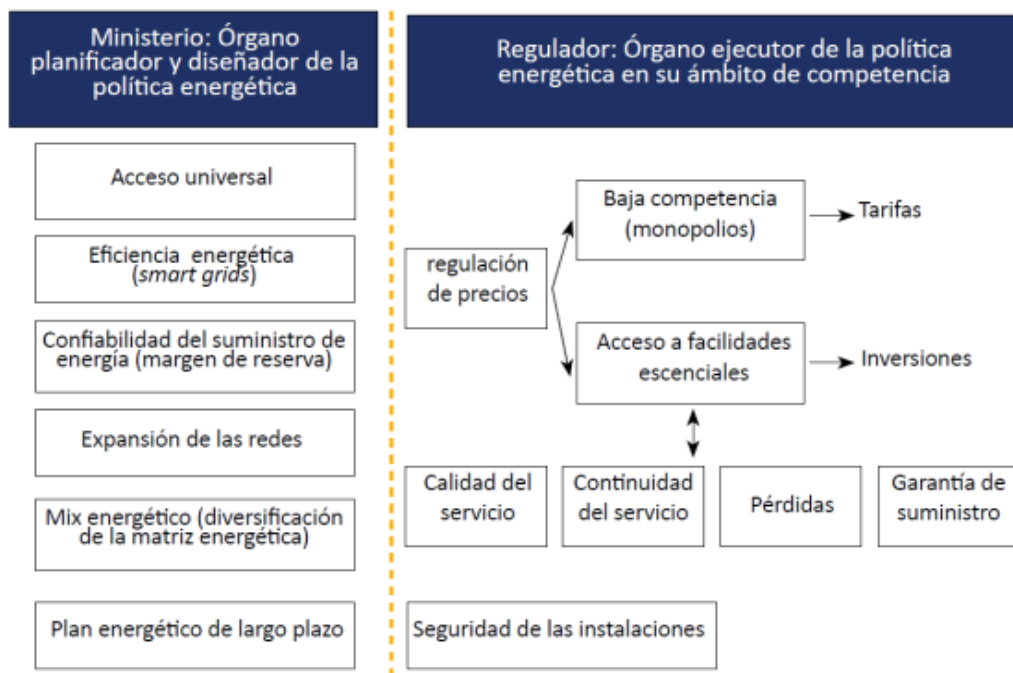 Ministerio: Órgano
planificador y diseñador de la
política energética
Acceso universal
Eficiencia energética
(smart grids)
Confiabilidad del suministro de
energía (margen de reserva)
Expansión de las redes
Mix energético (diversificación
de la matriz energética)
Plan energético de largo plazo
Regulador: Órgano ejecutor de la política
energética en su ámbito de competencia
regulación
de precios
Baja competencia
(monopolios)
Tarifas
Acceso a facilidades
escenciales
Inversiones
Calidad del
servicio
Continuidad
del servicio
Pérdidas
Garantía de
suministro
Seguridad de las instalaciones